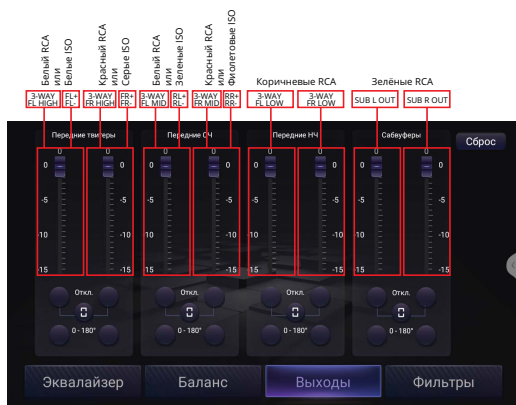 Белый RCA
или
Белые ISO
Красный RCA
или
Серые ISO
Белый RCA
или
Зеленые ISO
Красный RCA
или
Фиолетовые ISO
Коричневые RCA
Зелёные RCA
3-WAY
FL HIGH
FL+
FL-
3-WAY
FR HIGH
FR+
FR-
3-WAY
FL MID
RL+
RL-
3-WAY
FR MID
RR+
RR-
3-WAY
FL LOW
3-WAY
FR LOW
SUB L OUT
SUB R OUT
Передние твитеры
Передние СЧ
Передние НЧ
Сабвуферы
Сброс
0 0 0 0 0 0 0 0
0 0 0 0 0 0 0 0
-5 -5 -5 -5 -5 -5 -5 -5
-10 -10 -10 -10 -10 -10 -10 -10
-15 -15 -15 -15 -15 -15 -15 -15
Откл. Откл. Откл. Откл.
0 - 180° 0 - 180° 0 - 180° 0 - 180°
Эквалайзер
Баланс
Выходы
Фильтры